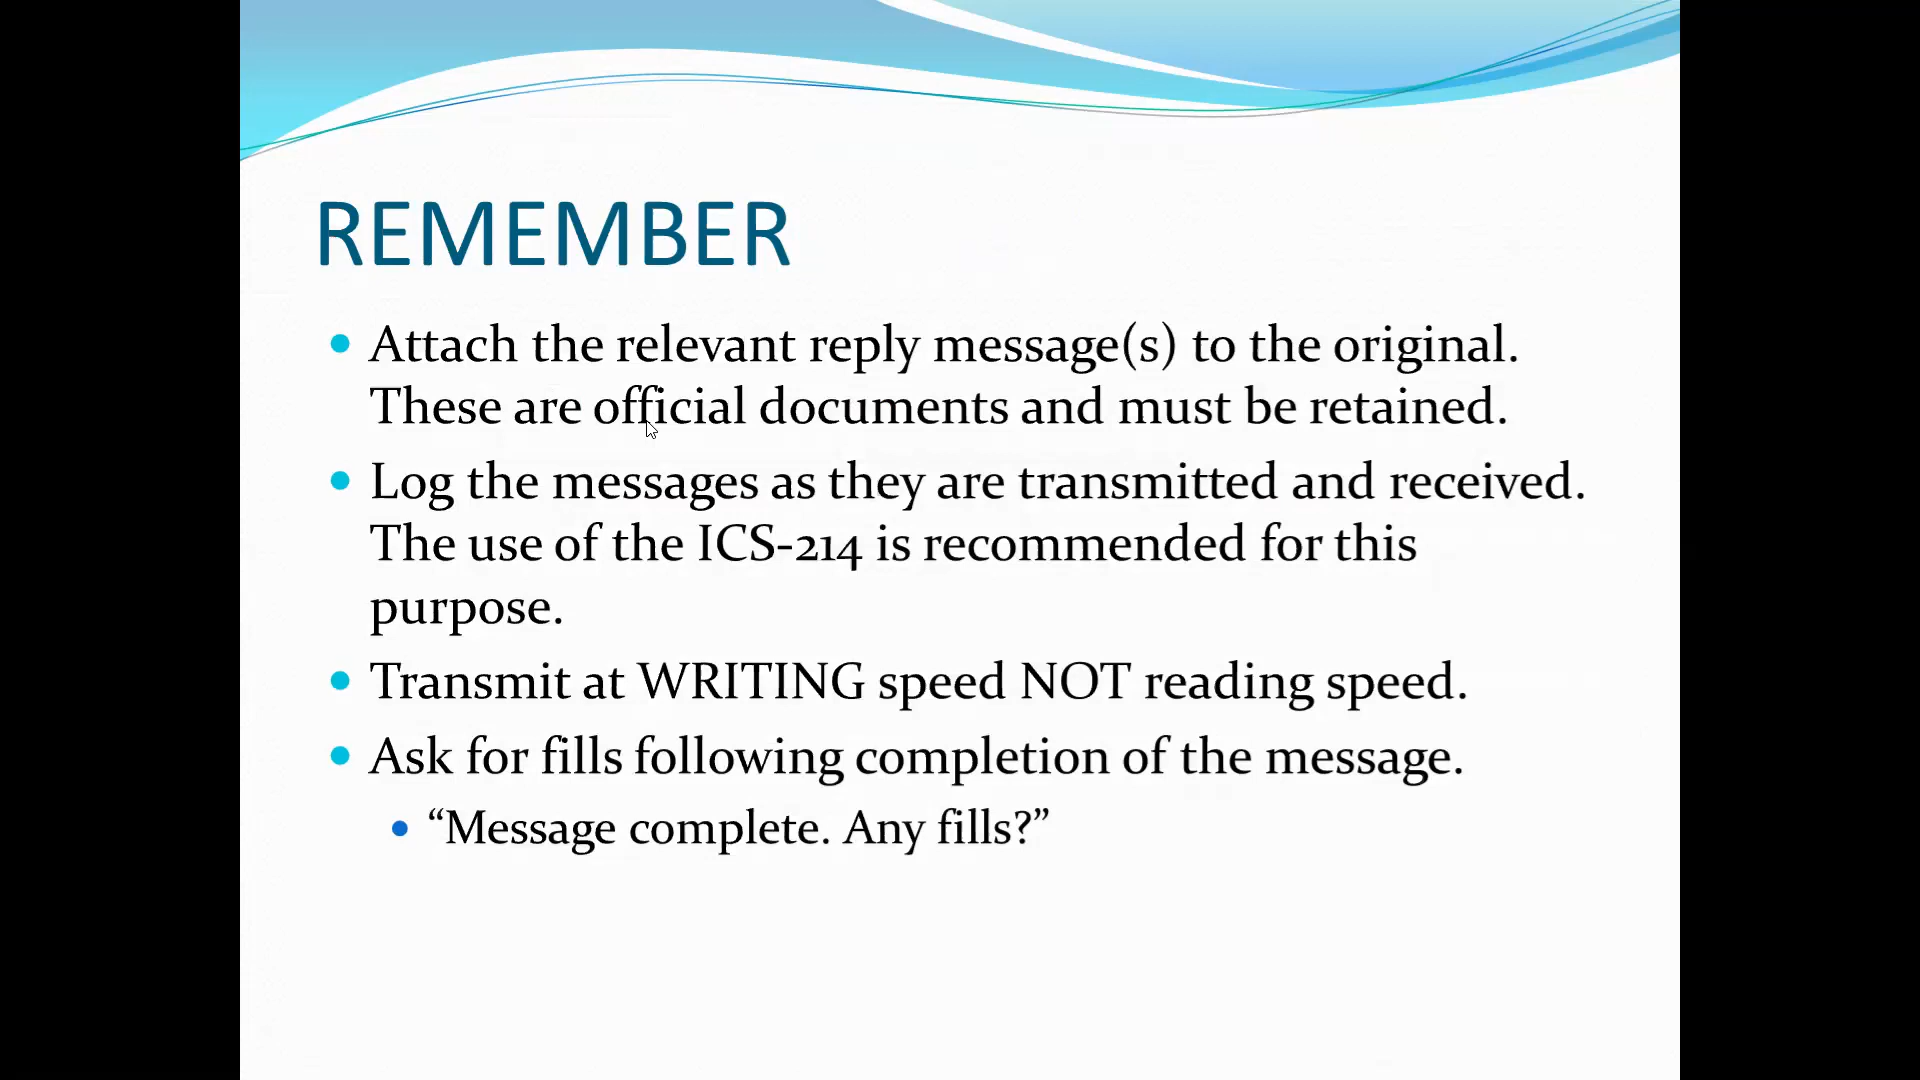 REMEMBER
Attach the relevant reply message(s) to the original.
These are official documents and must be retained.
Log the messages as they are transmitted and received.
The use of the ICS-214 is recommended for this
purpose.
Transmit at WRITING speed NOT reading speed.
Ask for fills following completion of the message.
“Message complete. Any fills?”